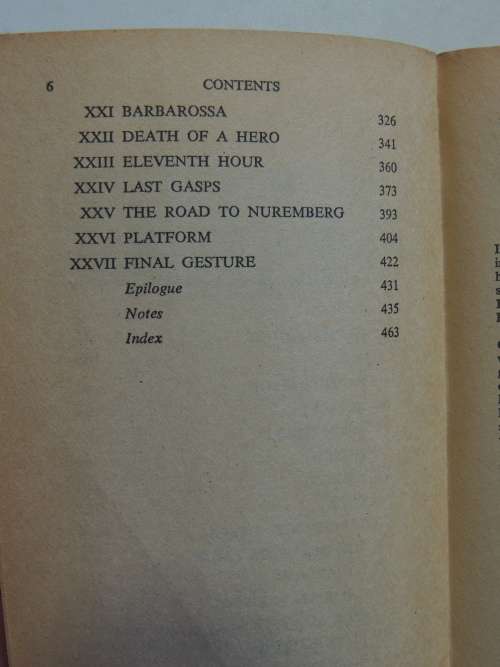 6 CONTENTS
XXI BARBAROSSA 326
XXII DEATH OF A HERO 341
XXIII ELEVENTH HOUR 360
XXIV LAST GASPS 373
XXV THE ROAD TO NUREMBERG 393
XXVI PLATFORM 404
XXVII FINAL GESTURE 422
Epilogue 431
Notes 435
Index 463